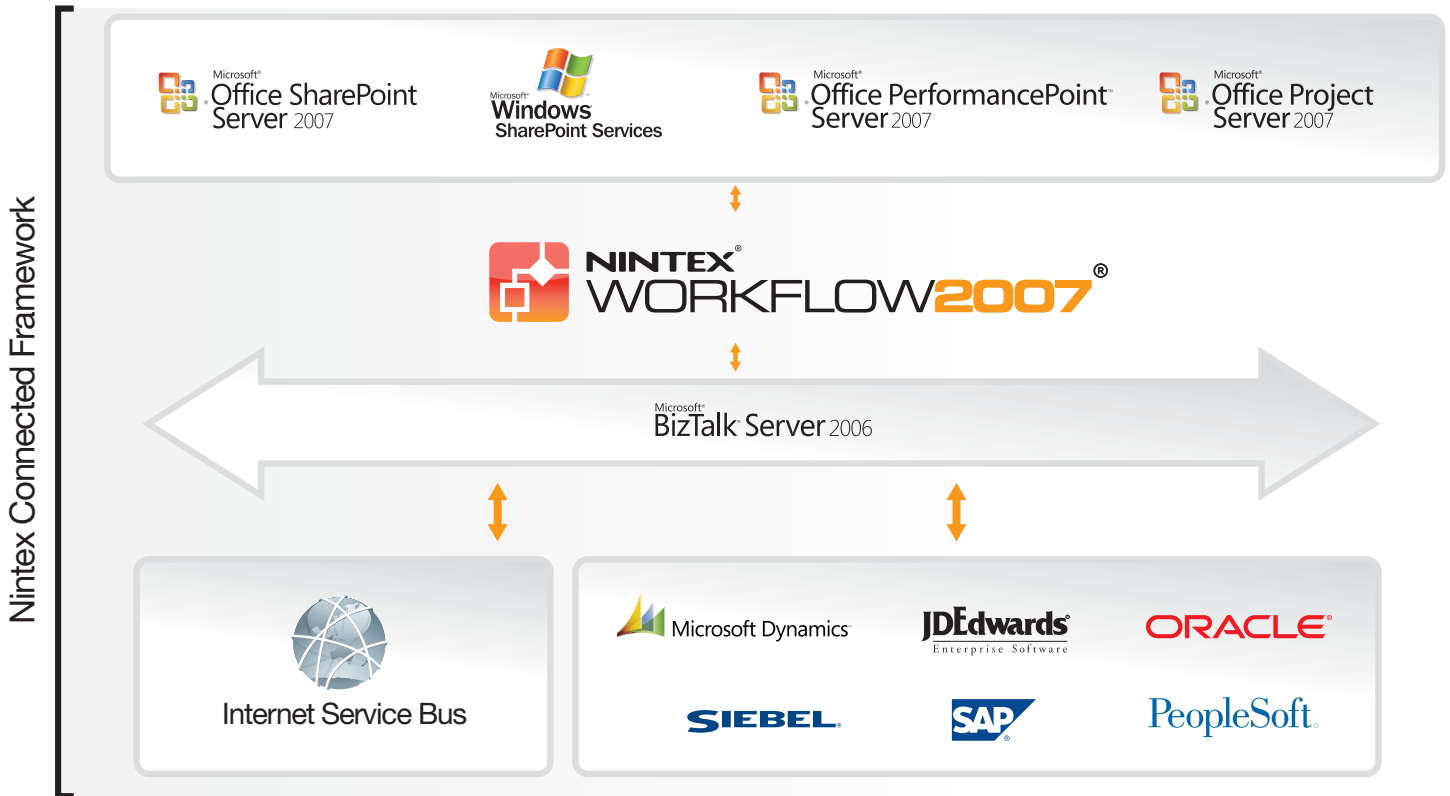 Nintex Connected Framework
Microsoft®
Office SharePoint
Server 2007
Microsoft®
Windows
SharePoint Services
Microsoft®
Office PerformancePoint™
Server 2007
Microsoft®
Office Project
Server 2007
NINTEX®
WORKFLOW2007®
Microsoft®
BizTalk® Server 2006
Internet Service Bus
Microsoft Dynamics™
JDEdwards®
Enterprise Software
ORACLE®
SIEBEL®
SAP®
PeopleSoft®